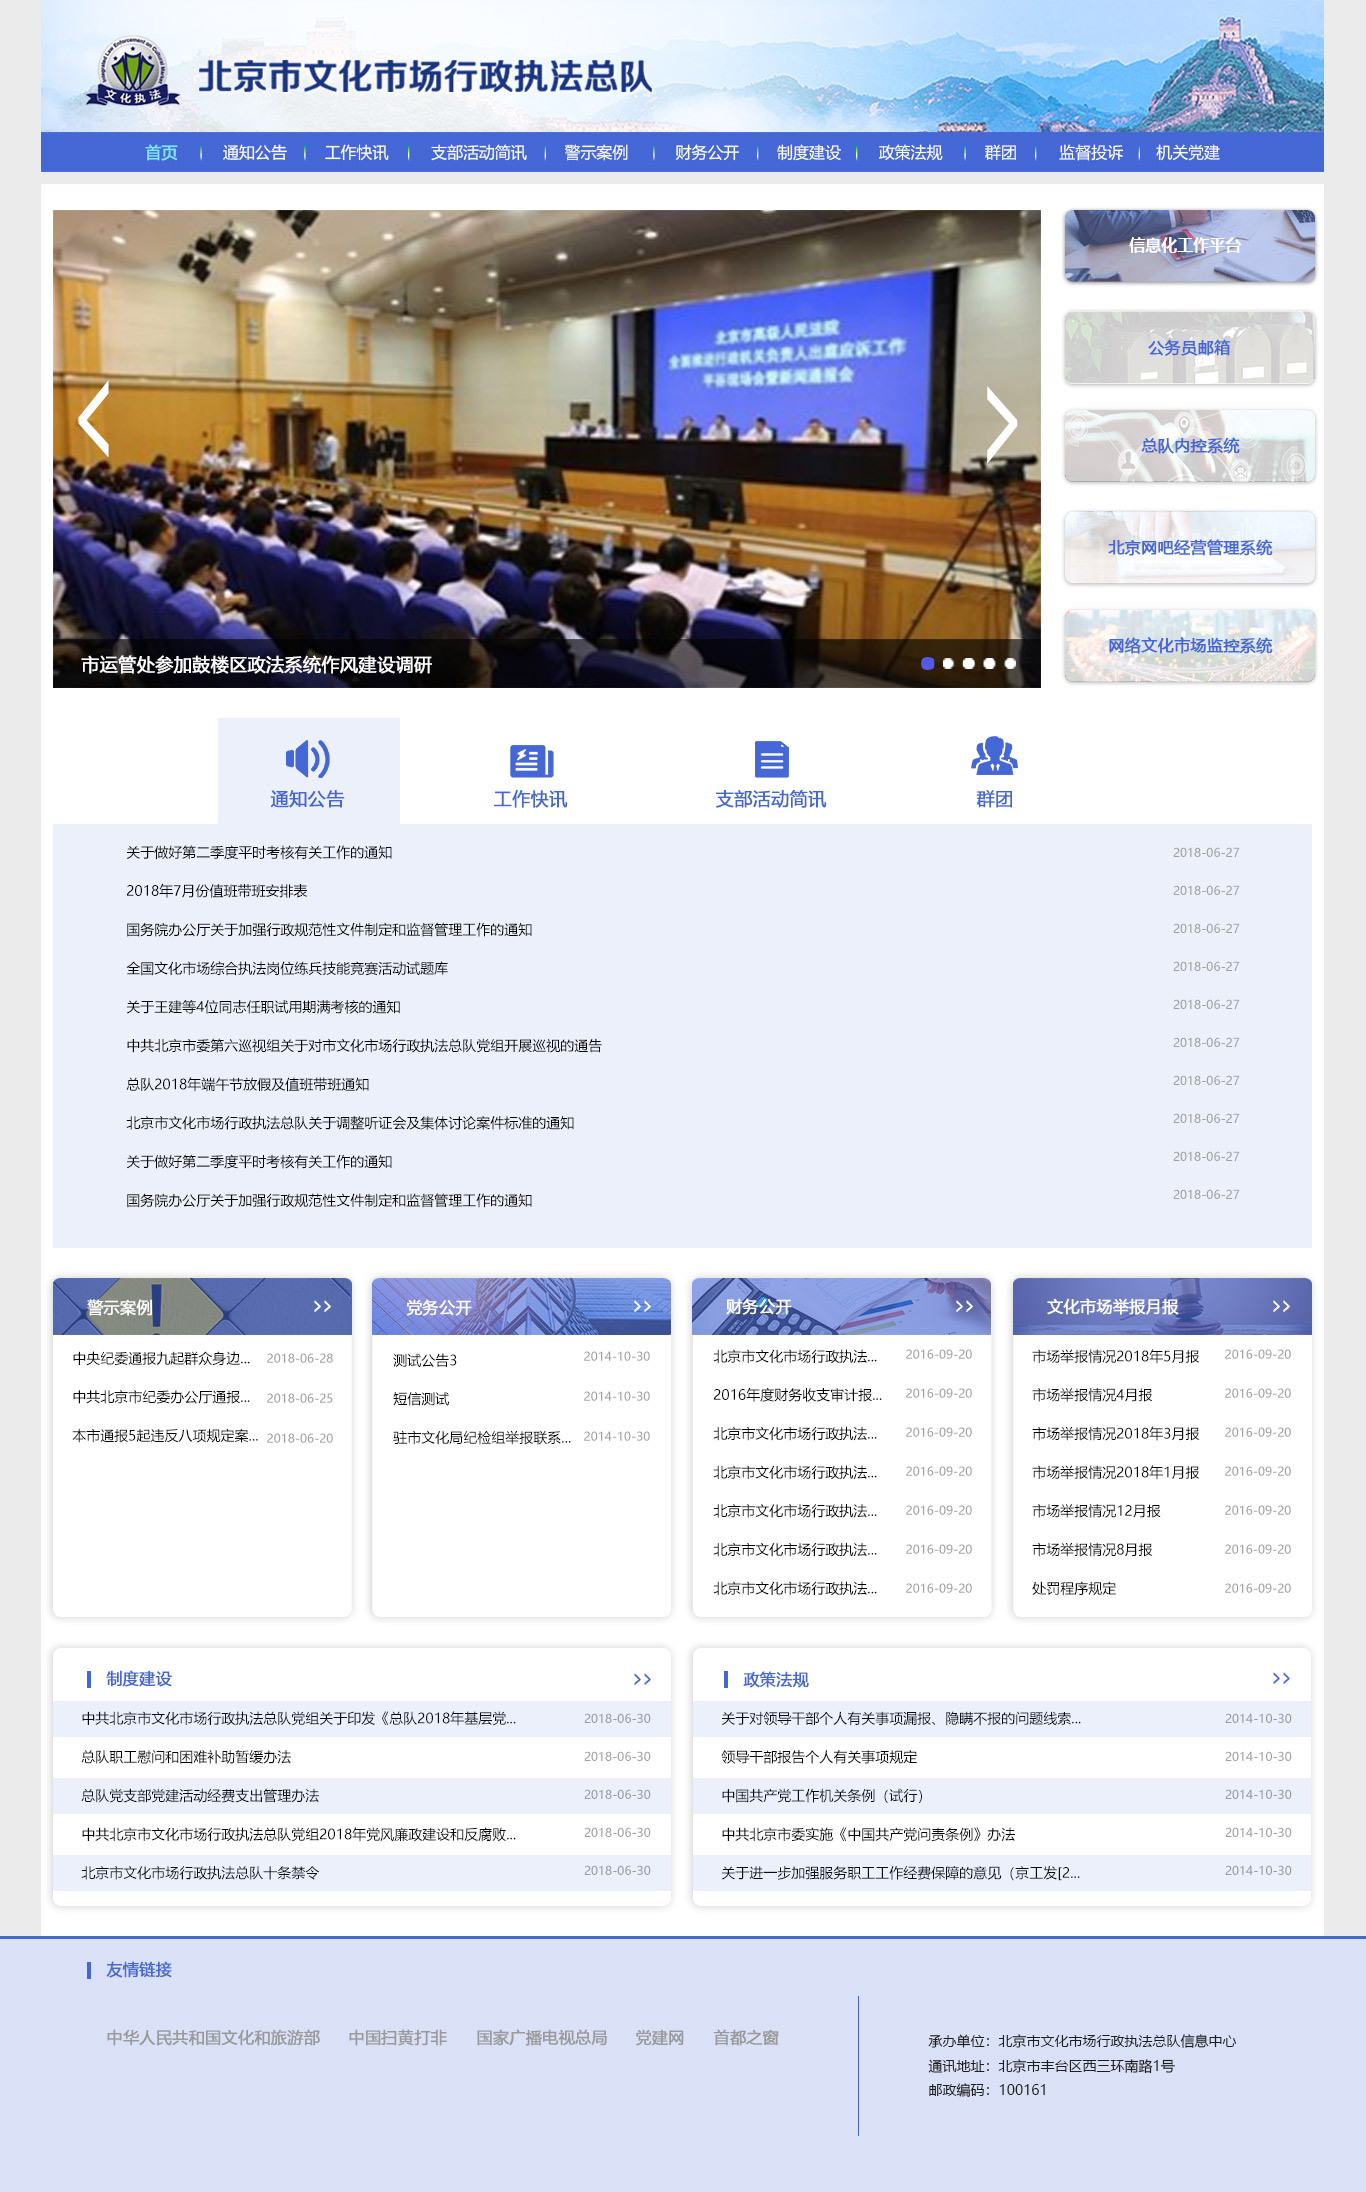 Law Enforcement on Cultural
文化执法
北京市文化市场行政执法总队
首页 通知公告 工作快讯 支部活动简讯 警示案例 财务公开 制度建设 政策法规 群团 监督投诉 机关党建
北京市高级人民法院
全面推进行政机关负责人出庭应诉工作
平谷现场会暨新闻通报会
市运管处参加鼓楼区政法系统作风建设调研
信息化工作平台
公务员邮箱
总队内控系统
北京网吧经营管理系统
网络文化市场监控系统
通知公告 工作快讯 支部活动简讯 群团
关于做好第二季度平时考核有关工作的通知 2018-06-27
2018年7月份值班带班安排表 2018-06-27
国务院办公厅关于加强行政规范性文件制定和监督管理工作的通知 2018-06-27
全国文化市场综合执法岗位练兵技能竞赛活动试题库 2018-06-27
关于王建等4位同志任职试用期满考核的通知 2018-06-27
中共北京市委第六巡视组关于对市文化市场行政执法总队党组开展巡视的通告 2018-06-27
总队2018年端午节放假及值班带班通知 2018-06-27
北京市文化市场行政执法总队关于调整听证会及集体讨论案件标准的通知 2018-06-27
关于做好第二季度平时考核有关工作的通知 2018-06-27
国务院办公厅关于加强行政规范性文件制定和监督管理工作的通知 2018-06-27
警示案例 >>
中央纪委通报九起群众身边... 2018-06-28
中共北京市纪委办公厅通报... 2018-06-25
本市通报5起违反八项规定案... 2018-06-20
党务公开 >>
测试公告3 2014-10-30
短信测试 2014-10-30
驻市文化局纪检组举报联系... 2014-10-30
财务公开 >>
北京市文化市场行政执法... 2016-09-20
2016年度财务收支审计报... 2016-09-20
北京市文化市场行政执法... 2016-09-20
北京市文化市场行政执法... 2016-09-20
北京市文化市场行政执法... 2016-09-20
北京市文化市场行政执法... 2016-09-20
北京市文化市场行政执法... 2016-09-20
文化市场举报月报 >>
市场举报情况2018年5月报 2016-09-20
市场举报情况4月报 2016-09-20
市场举报情况2018年3月报 2016-09-20
市场举报情况2018年1月报 2016-09-20
市场举报情况12月报 2016-09-20
市场举报情况8月报 2016-09-20
处罚程序规定 2016-09-20
制度建设 >>
中共北京市文化市场行政执法总队党组关于印发《总队2018年基层党... 2018-06-30
总队职工慰问和困难补助暂缓办法 2018-06-30
总队党支部党建活动经费支出管理办法 2018-06-30
中共北京市文化市场行政执法总队党组2018年党风廉政建设和反腐败... 2018-06-30
北京市文化市场行政执法总队十条禁令 2018-06-30
政策法规 >>
关于对领导干部个人有关事项漏报、隐瞒不报的问题线索... 2014-10-30
领导干部报告个人有关事项规定 2014-10-30
中国共产党工作机关条例（试行） 2014-10-30
中共北京市委实施《中国共产党问责条例》办法 2014-10-30
关于进一步加强服务职工工作经费保障的意见（京工发[2... 2014-10-30
友情链接
中华人民共和国文化和旅游部 中国扫黄打非 国家广播电视总局 党建网 首都之窗
承办单位：北京市文化市场行政执法总队信息中心
通讯地址：北京市丰台区西三环南路1号
邮政编码：100161